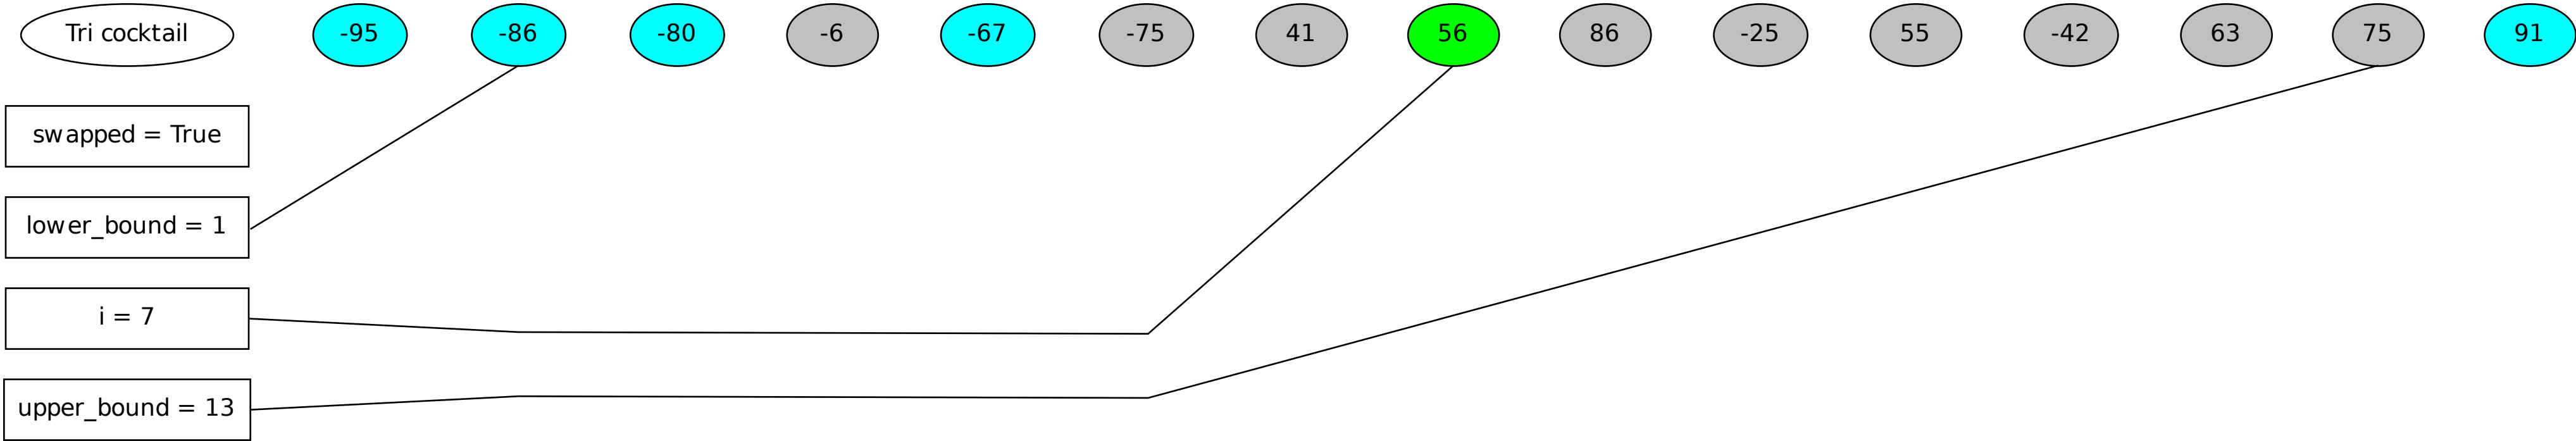 Tri cocktail -95 -86 -80 -6 -67 -75 41 56 86 -25 55 -42 63 75 91
swapped = True
lower_bound = 1
i = 7
upper_bound = 13